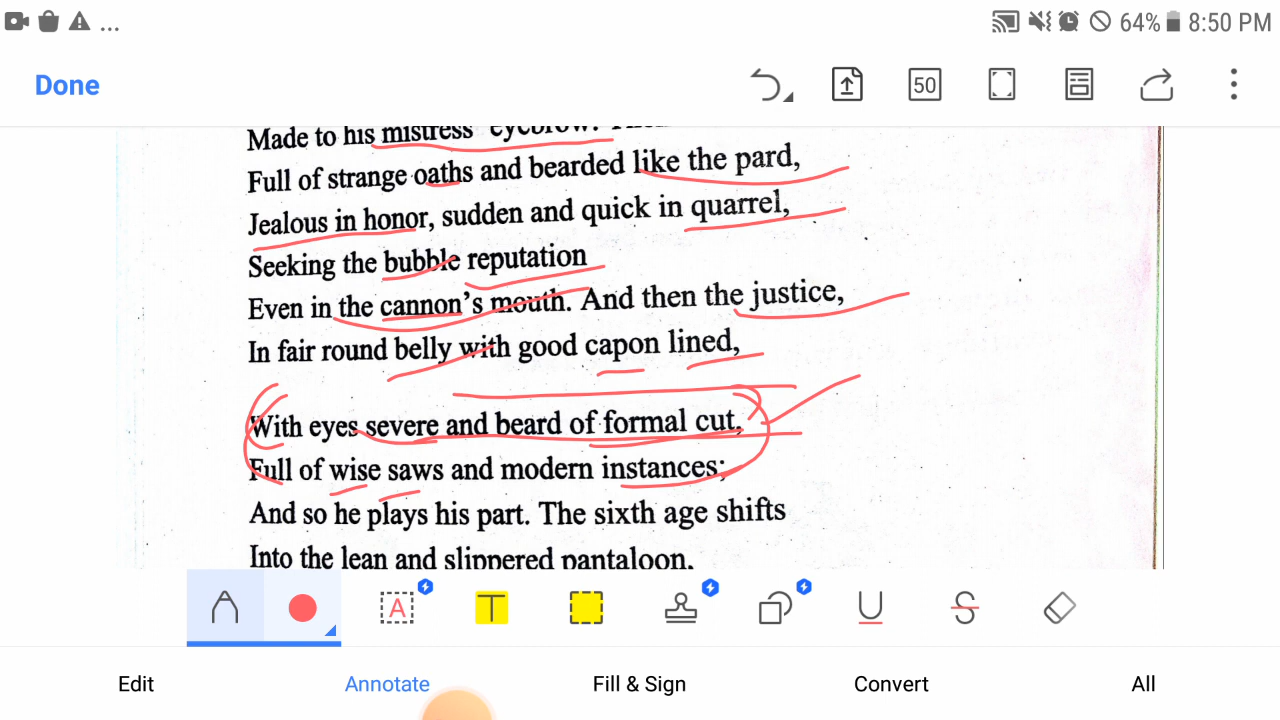 ... 64% 8:50 PM
Done 50
Made to his mistress' eyebrow.
Full of strange oaths and bearded like the pard,
Jealous in honor, sudden and quick in quarrel,
Seeking the bubble reputation
Even in the cannon's mouth. And then the justice,
In fair round belly with good capon lined,
With eyes severe and beard of formal cut,
Full of wise saws and modern instances;
And so he plays his part. The sixth age shifts
Into the lean and slippered pantaloon,
A T U S
Edit Annotate Fill & Sign Convert All